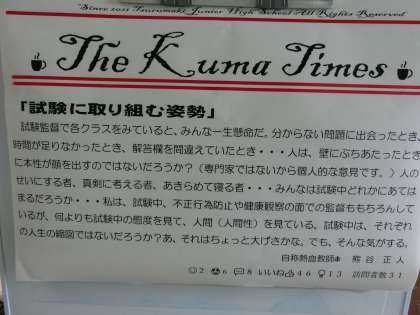 Since 2021 Tsurumaki Junior High School All Rights Reserved
The Kuma Times
「試験に取り組む姿勢」
試験監督で各クラスをみていると、みんな一生懸命だ。分からない問題に出会ったとき、
時間が足りなかったとき、解答欄を間違えていたとき・・・人は、壁にぶちあたったとき
に本性が顔を出すのではないだろうか？（専門家ではないから個人的な意見です。）人の
せいにする者、真剣に考える者、あきらめて寝る者・・・みんなは試験中どれかにあては
まるだろうか・・・私は、試験中、不正行為防止や健康観察の面での監督ももちろんして
いるが、何よりも試験中の態度を見て、人間（人間性）を見ている。試験中は、それぞれ
の人生の縮図ではないだろうか？あ、それはちょっと大げさかな。でも、そんな気がする。
自称熱血教師 熊谷 正人
2 6 8 いいね 46 13 訪問者数31